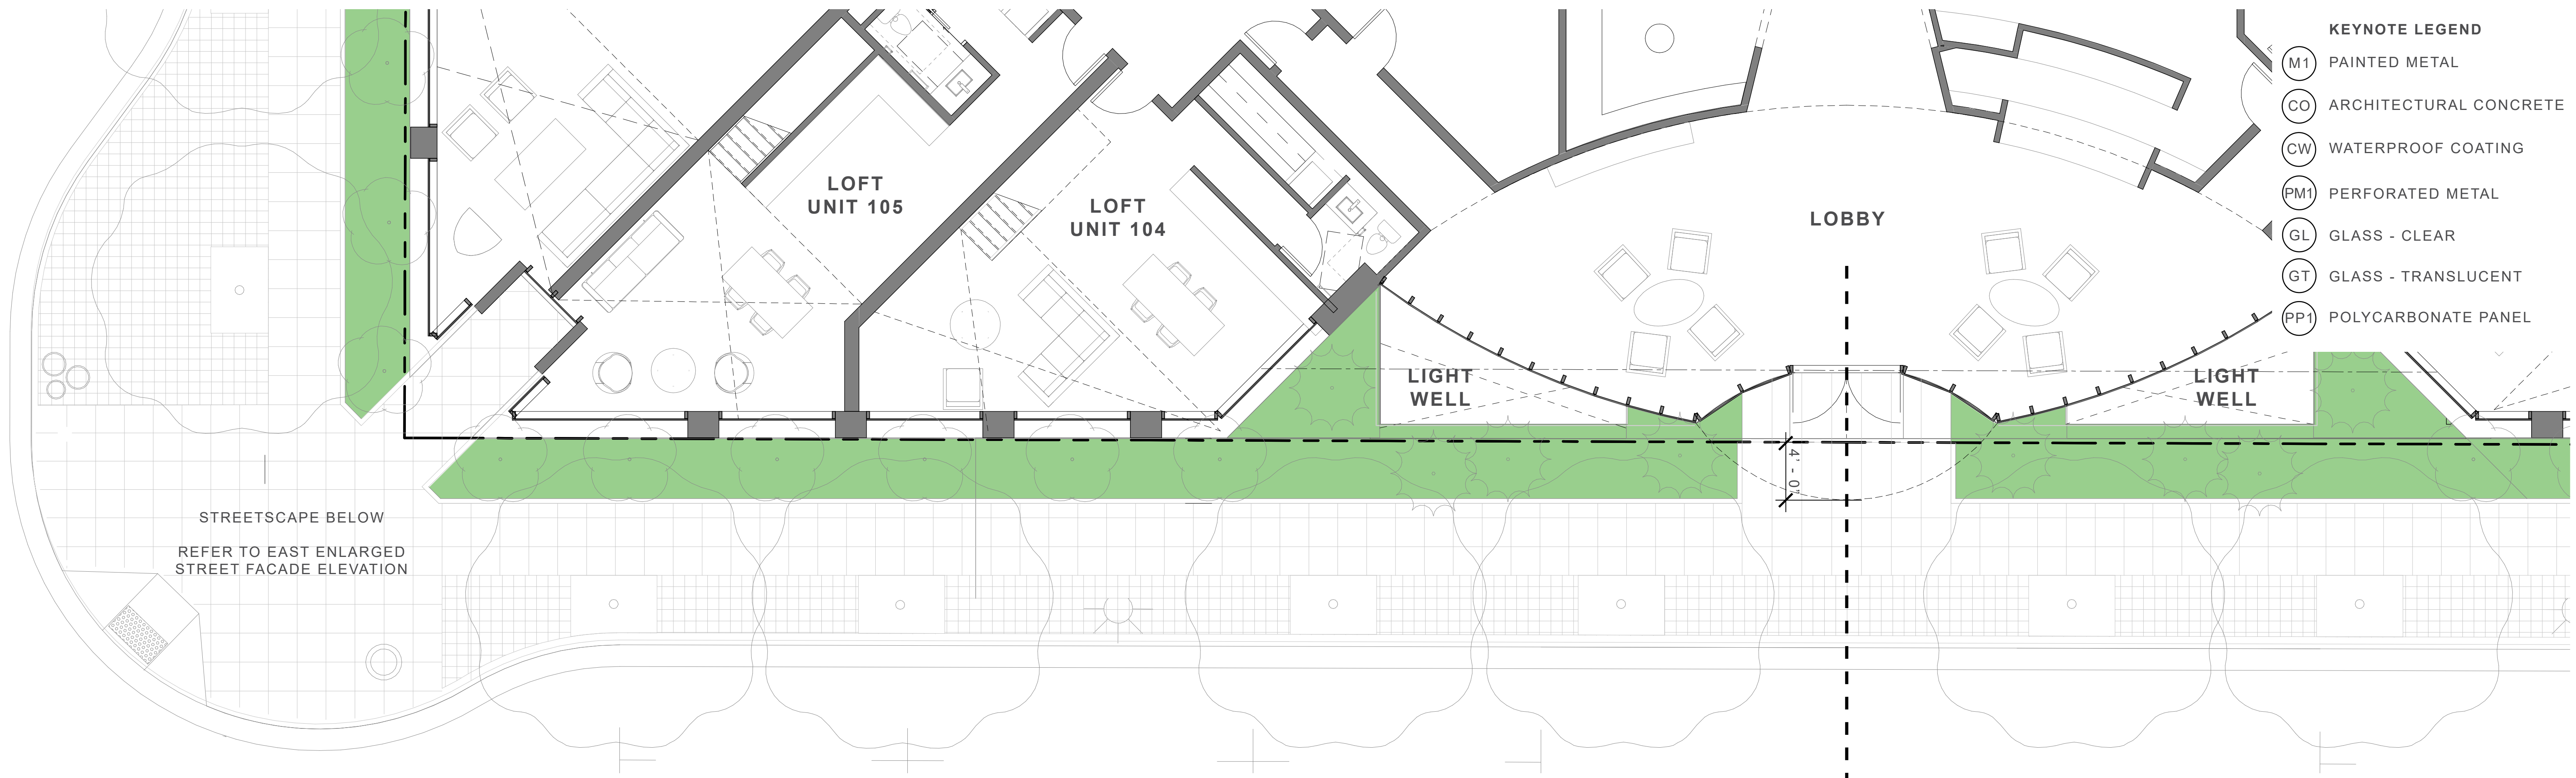 KEYNOTE LEGEND
M1 PAINTED METAL
CO ARCHITECTURAL CONCRETE
CW WATERPROOF COATING
PM1 PERFORATED METAL
GL GLASS - CLEAR
GT GLASS - TRANSLUCENT
PP1 POLYCARBONATE PANEL
LOFT
UNIT 105
LOFT
UNIT 104
LOBBY
LIGHT
WELL
LIGHT
WELL
4' - 0"
STREETSCAPE BELOW
REFER TO EAST ENLARGED
STREET FACADE ELEVATION